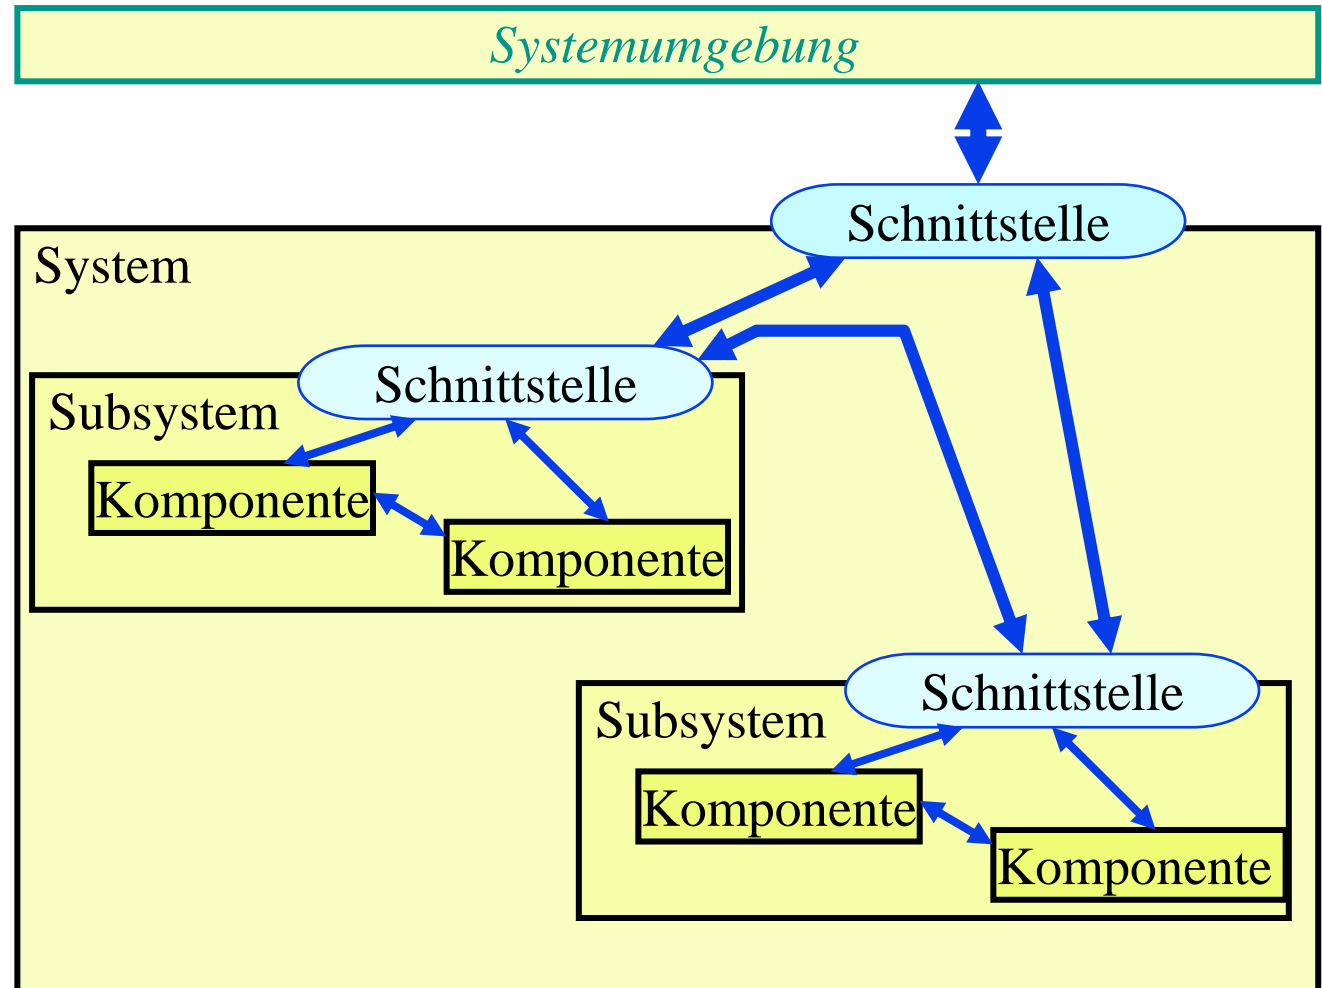 Systemumgebung
Schnittstelle
System
Schnittstelle
Subsystem
Komponente
Komponente
Schnittstelle
Subsystem
Komponente
Komponente